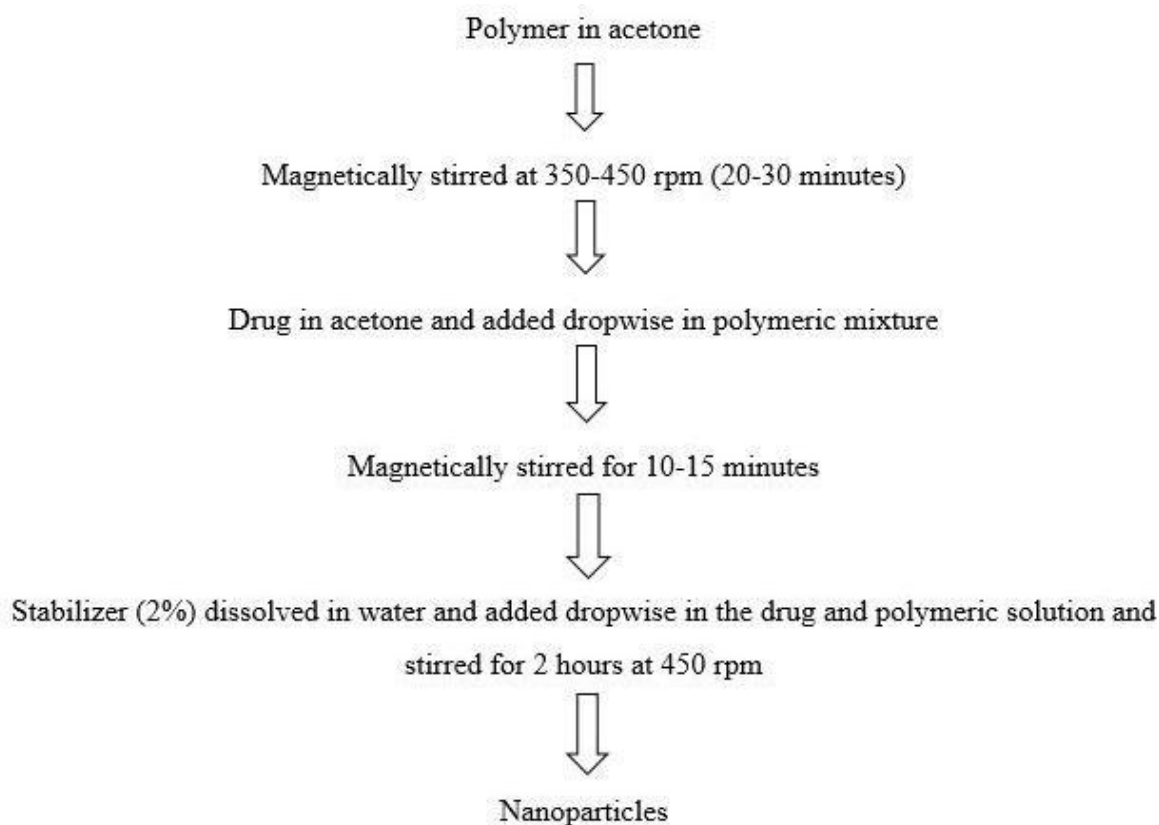 Polymer in acetone
Magnetically stirred at 350-450 rpm (20-30 minutes)
Drug in acetone and added dropwise in polymeric mixture
Magnetically stirred for 10-15 minutes
Stabilizer (2%) dissolved in water and added dropwise in the drug and polymeric solution and
stirred for 2 hours at 450 rpm
Nanoparticles